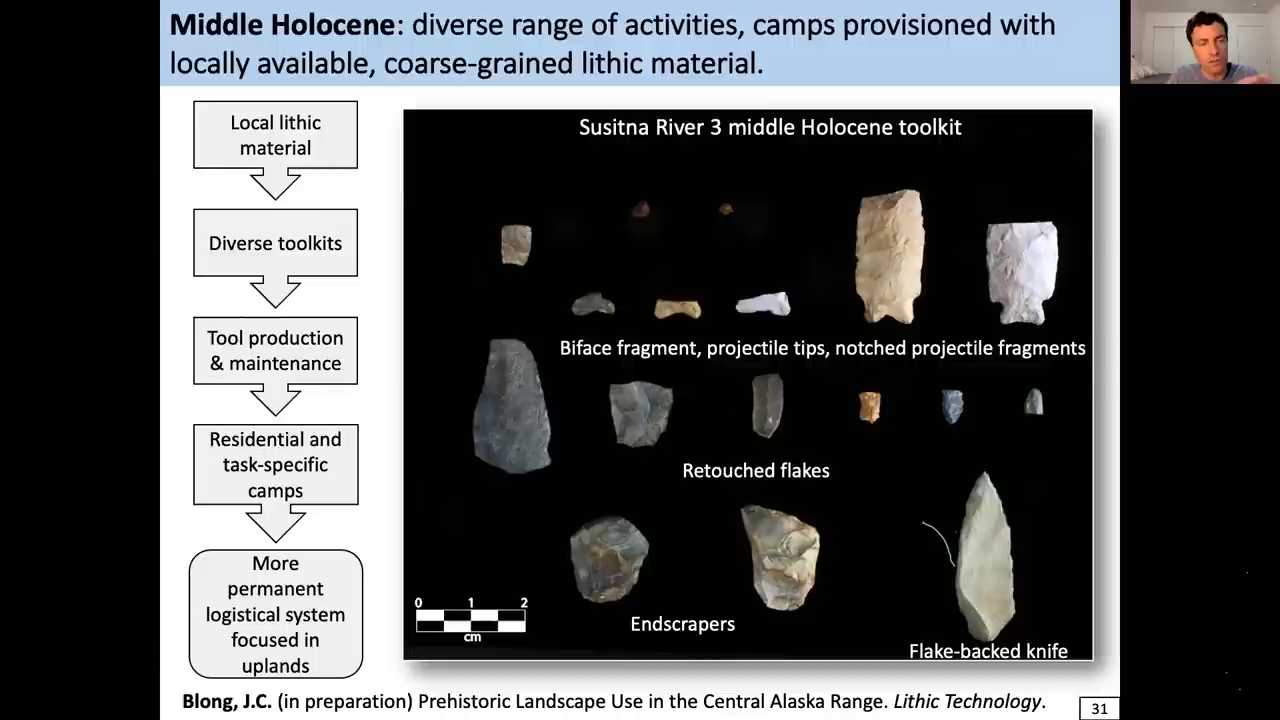 Middle Holocene: diverse range of activities, camps provisioned with
locally available, coarse-grained lithic material.
Local lithic
material
Diverse toolkits
Tool production
& maintenance
Residential and
task-specific
camps
More
permanent
logistical system
focused in
uplands
Susitna River 3 middle Holocene toolkit
Biface fragment, projectile tips, notched projectile fragments
Retouched flakes
Endscrapers
Flake-backed knife
0 1 2
cm
Blong, J.C. (in preparation) Prehistoric Landscape Use in the Central Alaska Range. Lithic Technology.
31